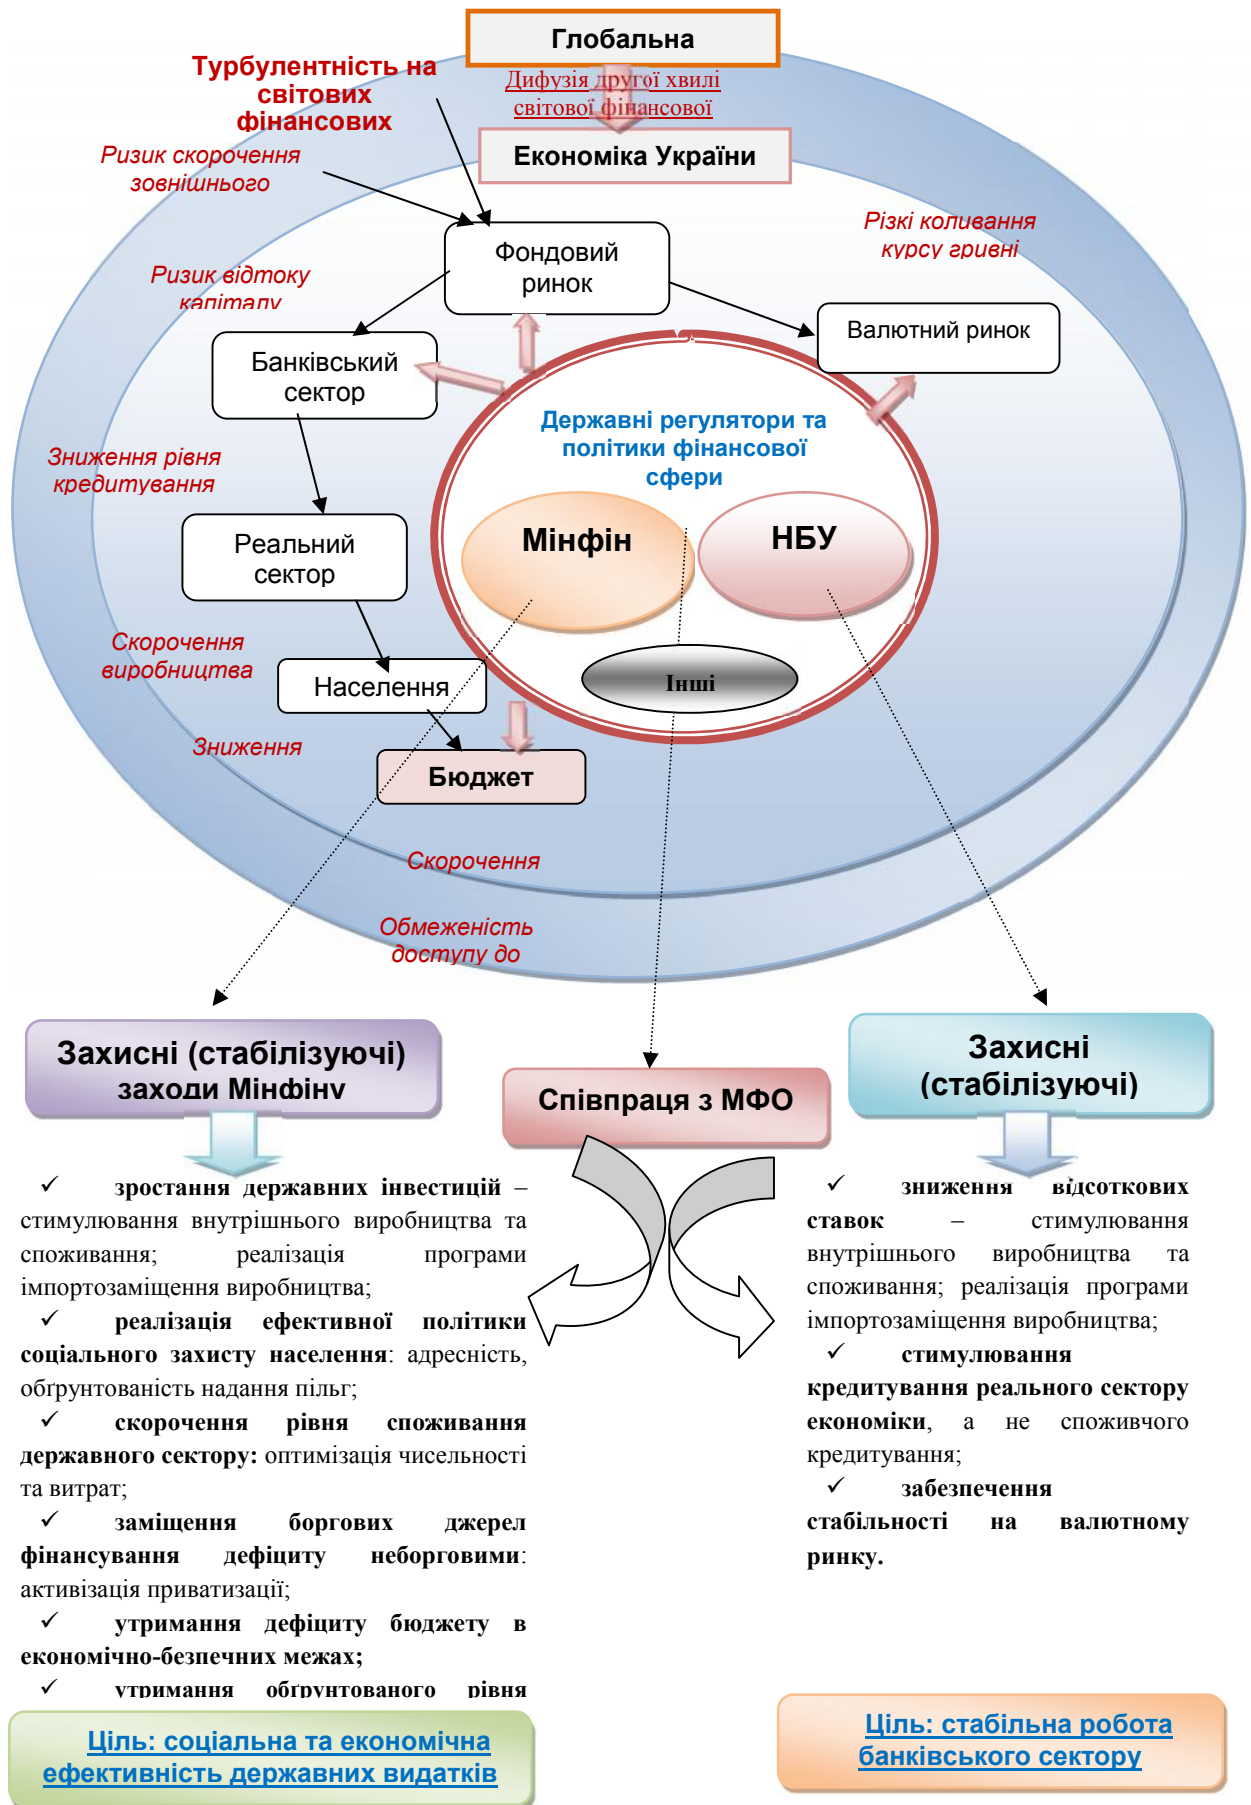 Глобальна
Турбулентність на
світових
фінансових
Дифузія другої хвилі
світової фінансової
Економіка України
Ризик скорочення
зовнішнього
Різкі коливання
курсу гривні
Фондовий
ринок
Ризик відтоку
капіталу
Валютний ринок
Банківський
сектор
Державні регулятори та
політики фінансової
сфери
Зниження рівня
кредитування
Мінфін
НБУ
Реальний
сектор
Скорочення
виробництва
Населення
Інші
Зниження
Бюджет
Скорочення
Обмеженість
доступу до
Захисні (стабілізуючі)
заходи Мінфіну
Співпраця з МФО
Захисні
(стабілізуючі)
✓ зростання державних інвестицій –
стимулювання внутрішнього виробництва та
споживання; реалізація програми
імпортозаміщення виробництва;
✓ реалізація ефективної політики
соціального захисту населення: адресність,
обґрунтованість надання пільг;
✓ скорочення рівня споживання
державного сектору: оптимізація чисельності
та витрат;
✓ заміщення боргових джерел
фінансування дефіциту неборговими:
активізація приватизації;
✓ утримання дефіциту бюджету в
економічно-безпечних межах;
✓ утримання обґрунтованого рівня
✓ зниження відсоткових
ставок – стимулювання
внутрішнього виробництва та
споживання; реалізація програми
імпортозаміщення виробництва;
✓ стимулювання
кредитування реального сектору
економіки, а не споживчого
кредитування;
✓ забезпечення
стабільності на валютному
ринку.
Ціль: соціальна та економічна
ефективність державних видатків
Ціль: стабільна робота
банківського сектору